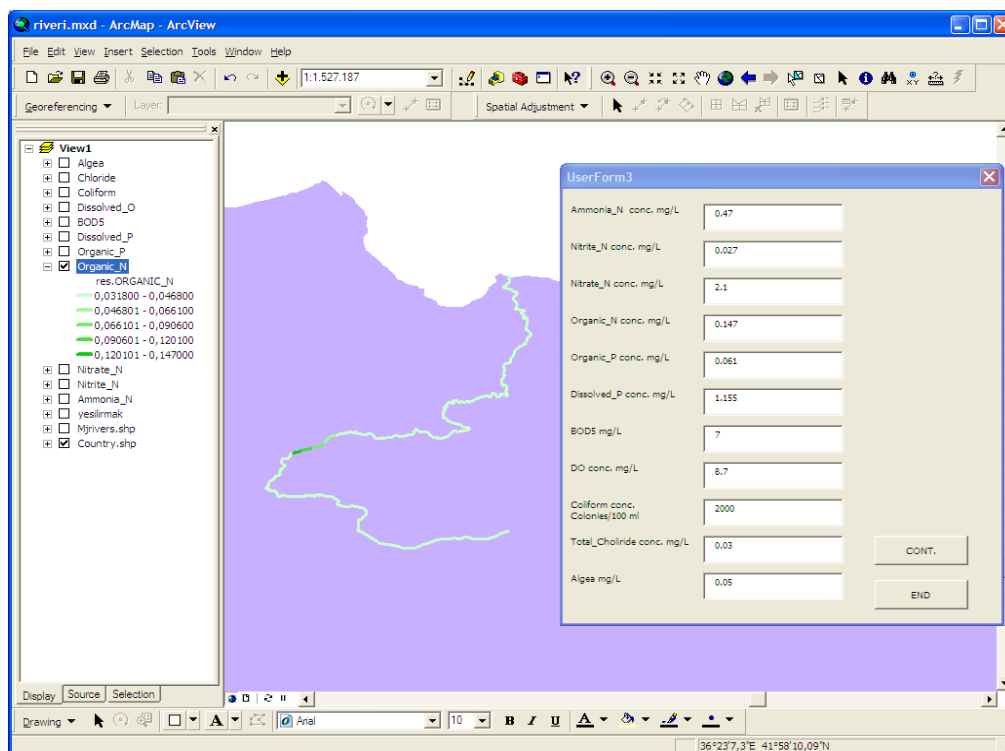 riveri.mxd - ArcMap - ArcView
File Edit View Insert Selection Tools Window Help
1:1.527.187
Georeferencing Layer: Spatial Adjustment
View1
Algea
Chloride
Coliform
Dissolved_O
BOD5
Dissolved_P
Organic_P
Organic_N
res.ORGANIC_N
0,031800 - 0,046800
0,046801 - 0,066100
0,066101 - 0,090600
0,090601 - 0,120100
0,120101 - 0,147000
Nitrate_N
Nitrite_N
Ammonia_N
yesilirmak
Mjrivers.shp
Country.shp
UserForm3
Ammonia_N conc. mg/L 0.47
Nitrite_N conc. mg/L 0.027
Nitrate_N conc. mg/L 2.1
Organic_N conc. mg/L 0.147
Organic_P conc. mg/L 0.061
Dissolved_P conc. mg/L 1.155
BOD5 mg/L 7
DO conc. mg/L 8.7
Coliform conc.
Colonies/100 ml 2000
Total_Choliride conc. mg/L 0.03
CONT.
Algea mg/L 0.05
END
Display Source Selection
Drawing A Arial 10 B I U A
36°23'7,3"E 41°58'10,09"N